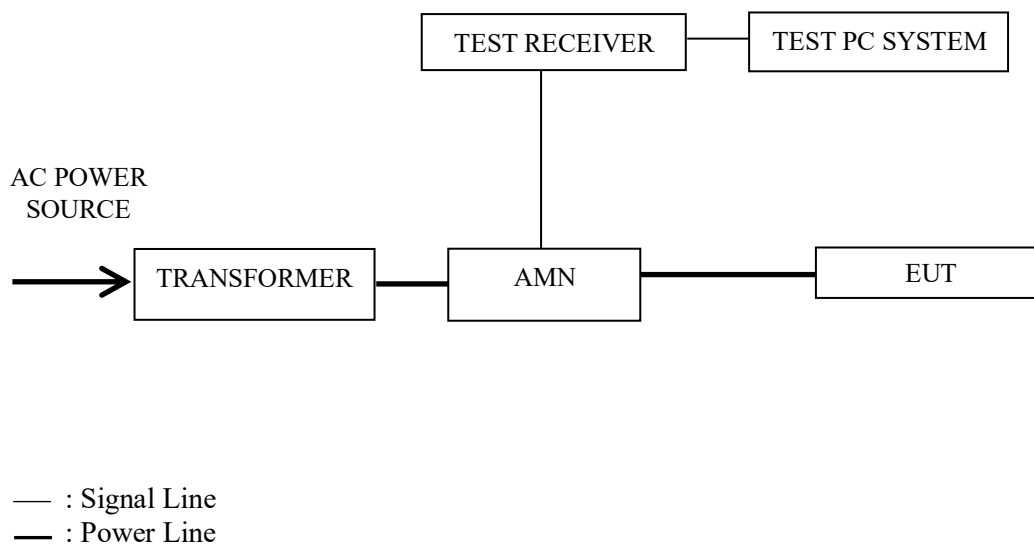 TEST RECEIVER
TEST PC SYSTEM
AC POWER
SOURCE
TRANSFORMER
AMN
EUT
: Signal Line
: Power Line